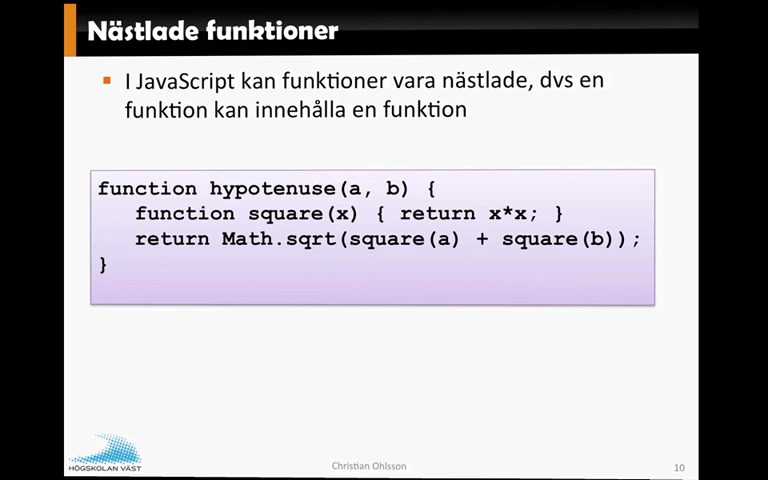 Nästlade funktioner
I JavaScript kan funktioner vara nästlade, dvs en
funktion kan innehålla en funktion
function hypotenuse(a, b) {
function square(x) { return x*x; }
return Math.sqrt(square(a) + square(b));
}
HÖGSKOLAN VÄST
Christian Ohlsson
10